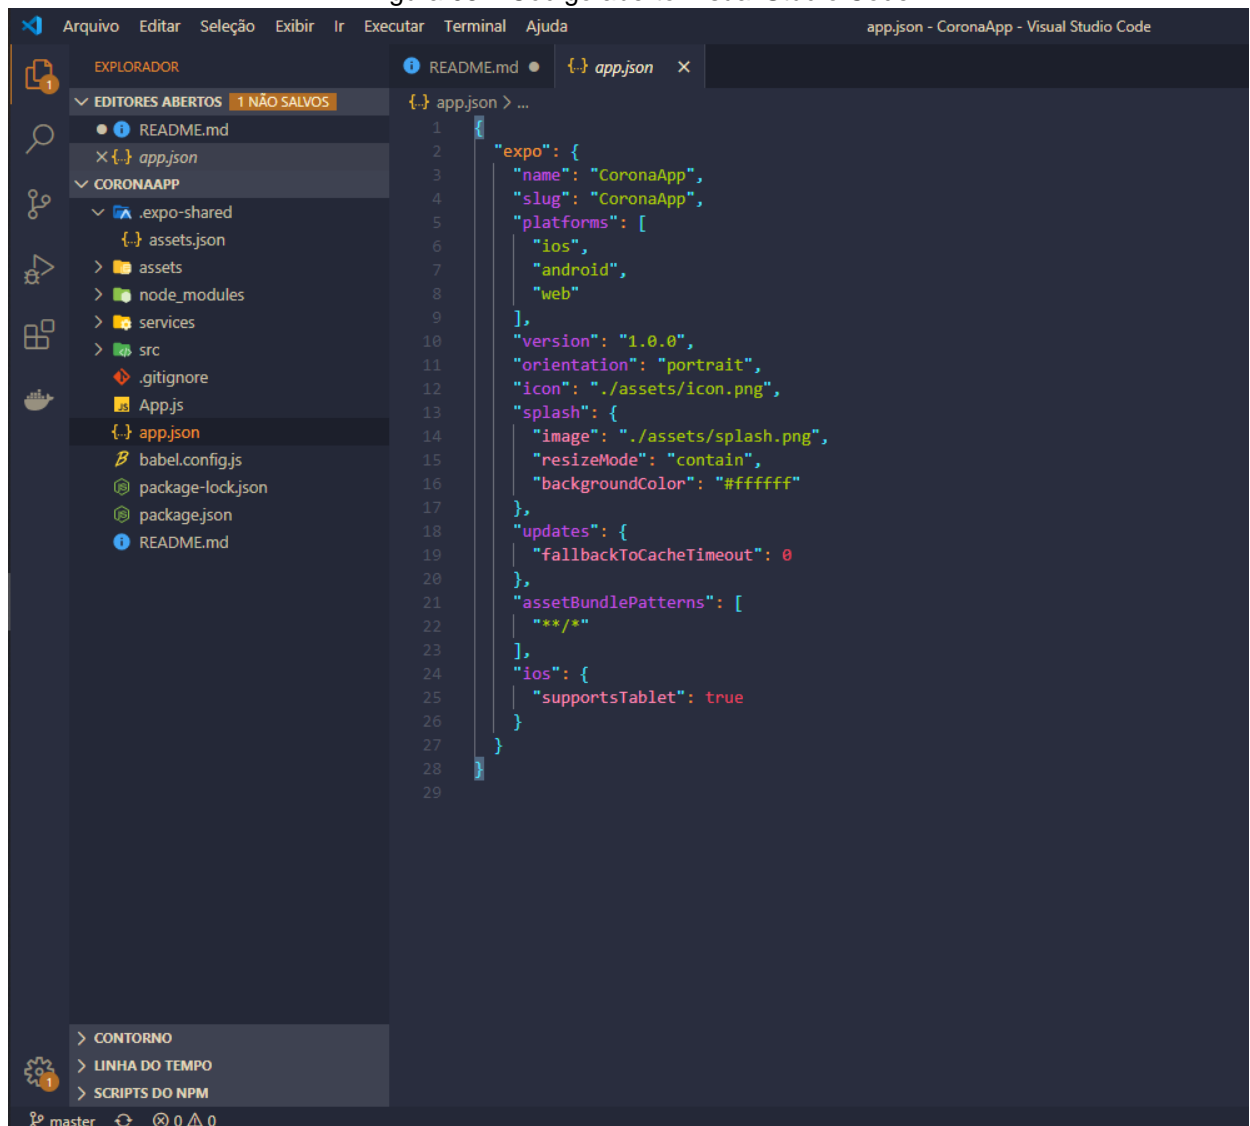 Arquivo Editar Seleção Exibir Ir Executar Terminal Ajuda app.json - CoronaApp - Visual Studio Code
EXPLORADOR
EDITORES ABERTOS 1 NÃO SALVOS
README.md
app.json
CORONAAPP
.expo-shared
{..} assets.json
assets
node_modules
services
src
.gitignore
JS App.js
{..} app.json
babel.config.js
package-lock.json
package.json
README.md
CONTORNO
LINHA DO TEMPO
SCRIPTS DO NPM
README.md
{..} app.json
{..} app.json > ...
1 {
2 "expo": {
3 "name": "CoronaApp",
4 "slug": "CoronaApp",
5 "platforms": [
6 "ios",
7 "android",
8 "web"
9 ],
10 "version": "1.0.0",
11 "orientation": "portrait",
12 "icon": "./assets/icon.png",
13 "splash": {
14 "image": "./assets/splash.png",
15 "resizeMode": "contain",
16 "backgroundColor": "#ffffff"
17 },
18 "updates": {
19 "fallbackToCacheTimeout": 0
20 },
21 "assetBundlePatterns": [
22 "**/*"
23 ],
24 "ios": {
25 "supportsTablet": true
26 }
27 }
28 }
29
1
1
master 0 0